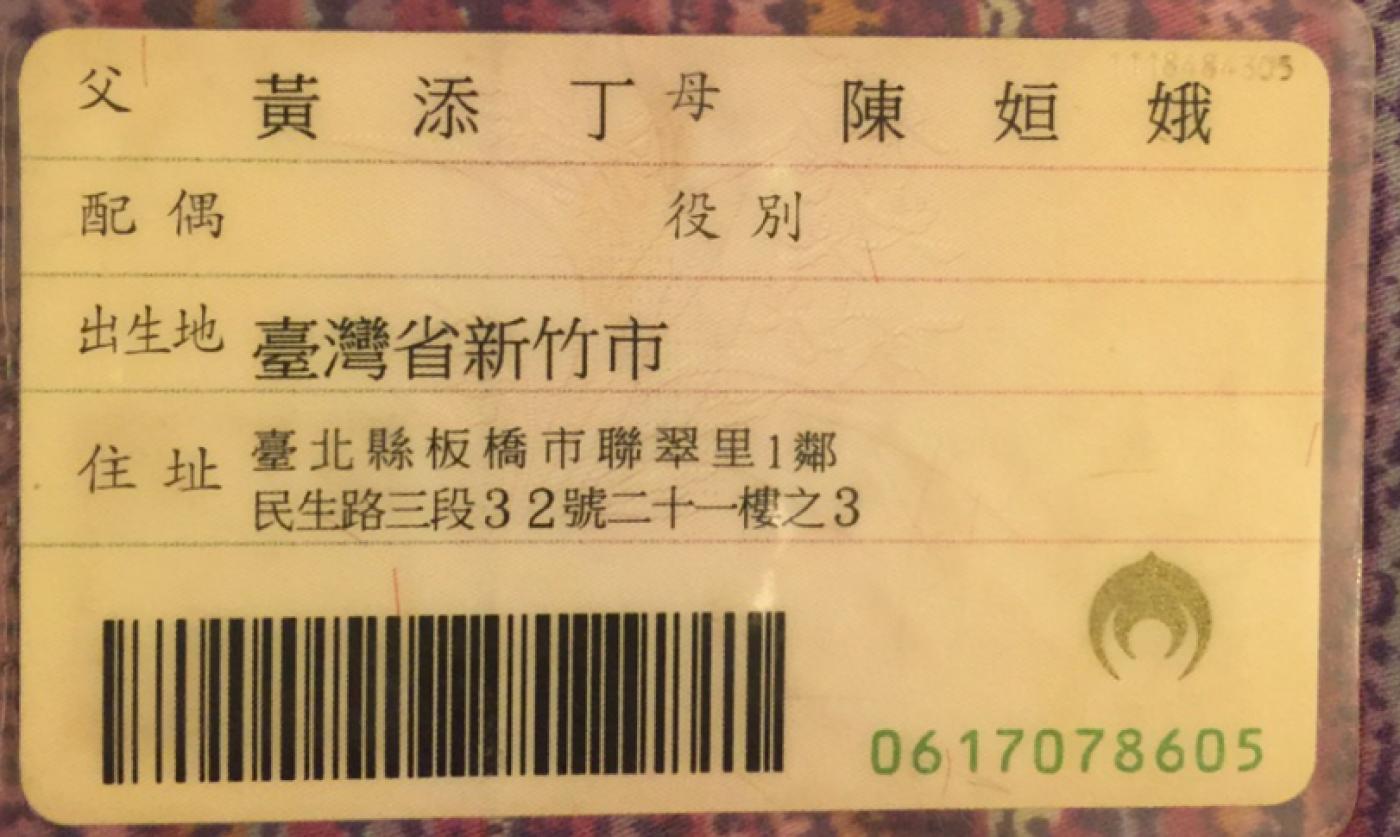 父 黃添丁 母 陳姮娥
配偶 役別
出生地 臺灣省新竹市
住址 臺北縣板橋市聯翠里1鄰
民生路三段32號二十一樓之3
0617078605